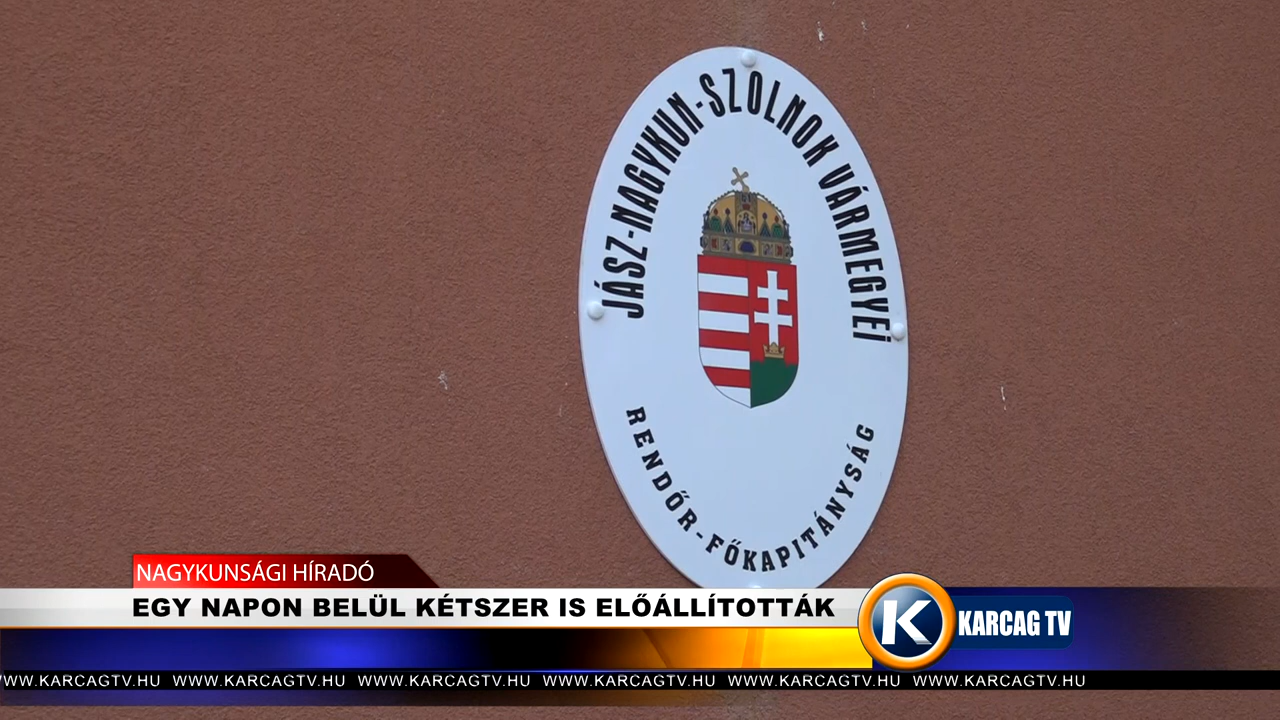 JÁSZ-NAGYKUN-SZOLNOK VÁRMEGYEI
RENDŐR-FŐKAPITÁNYSÁG
NAGYKUNSÁGI HÍRADÓ
EGY NAPON BELÜL KÉTSZER IS ELŐÁLLÍTOTTÁK
K KARCAG TV
WWW.KARCAGTV.HU WWW.KARCAGTV.HU WWW.KARCAGTV.HU WWW.KARCAGTV.HU WWW.KARCAGTV.HU WWW.KARCAGTV.HU